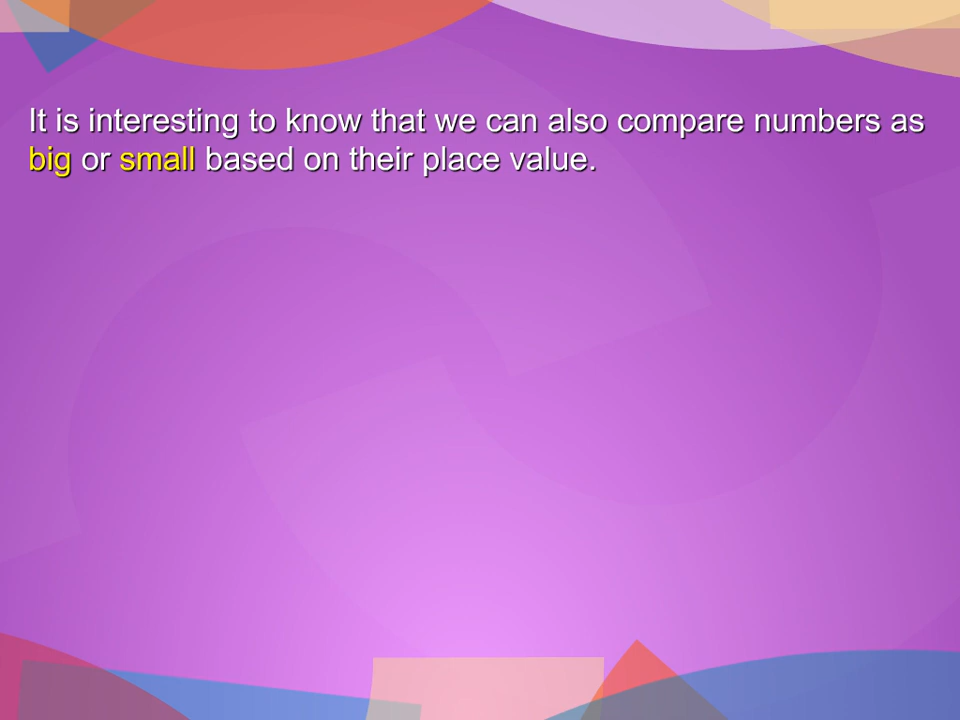 It is interesting to know that we can also compare numbers as
big or small based on their place value.